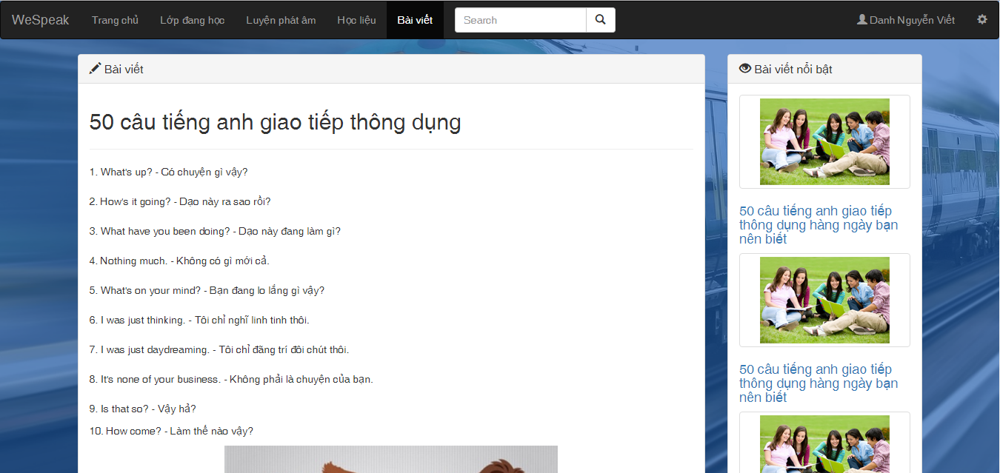 WeSpeak Trang chủ Lớp đang học Luyện phát âm Học liệu Bài viết Search Danh Nguyễn Viết
Bài viết
50 câu tiếng anh giao tiếp thông dụng
1. What's up? - Có chuyện gì vậy?
2. How's it going? - Dạo này ra sao rồi?
3. What have you been doing? - Dạo này đang làm gì?
4. Nothing much. - Không có gì mới cả.
5. What's on your mind? - Bạn đang lo lắng gì vậy?
6. I was just thinking. - Tôi chỉ nghĩ linh tinh thôi.
7. I was just daydreaming. - Tôi chỉ đãng trí đôi chút thôi.
8. It's none of your business. - Không phải là chuyện của bạn.
9. Is that so? - Vậy hả?
10. How come? - Làm thế nào vậy?
Bài viết nổi bật
50 câu tiếng anh giao tiếp
thông dụng hàng ngày bạn
nên biết
50 câu tiếng anh giao tiếp
thông dụng hàng ngày bạn
nên biết